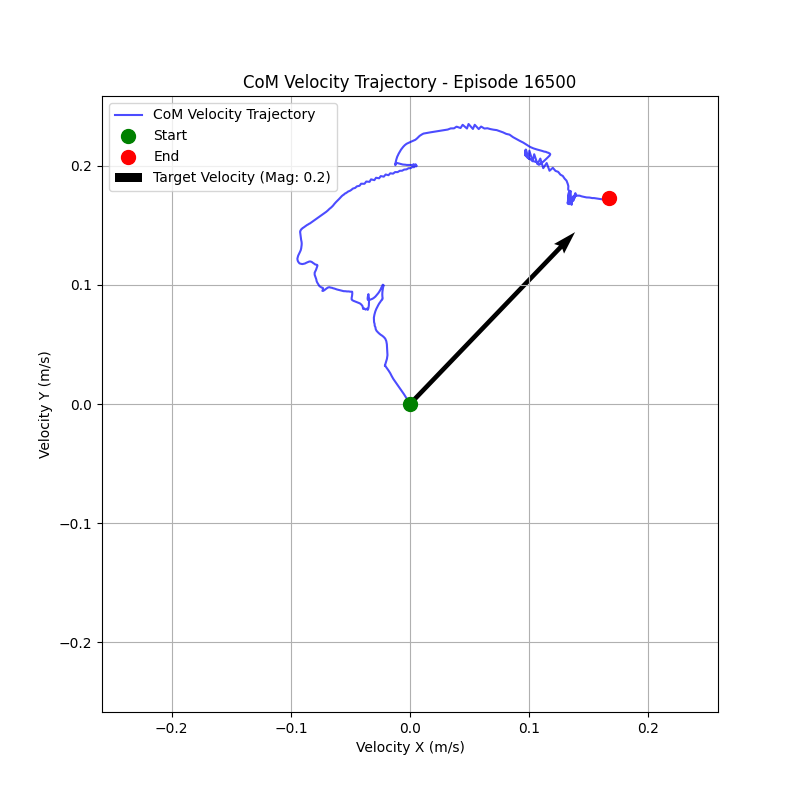 CoM Velocity Trajectory - Episode 16500
CoM Velocity Trajectory
Start
End
Target Velocity (Mag: 0.2)
0.2
0.1
0.0
−0.1
−0.2
Velocity Y (m/s)
−0.2
−0.1
0.0
0.1
0.2
Velocity X (m/s)